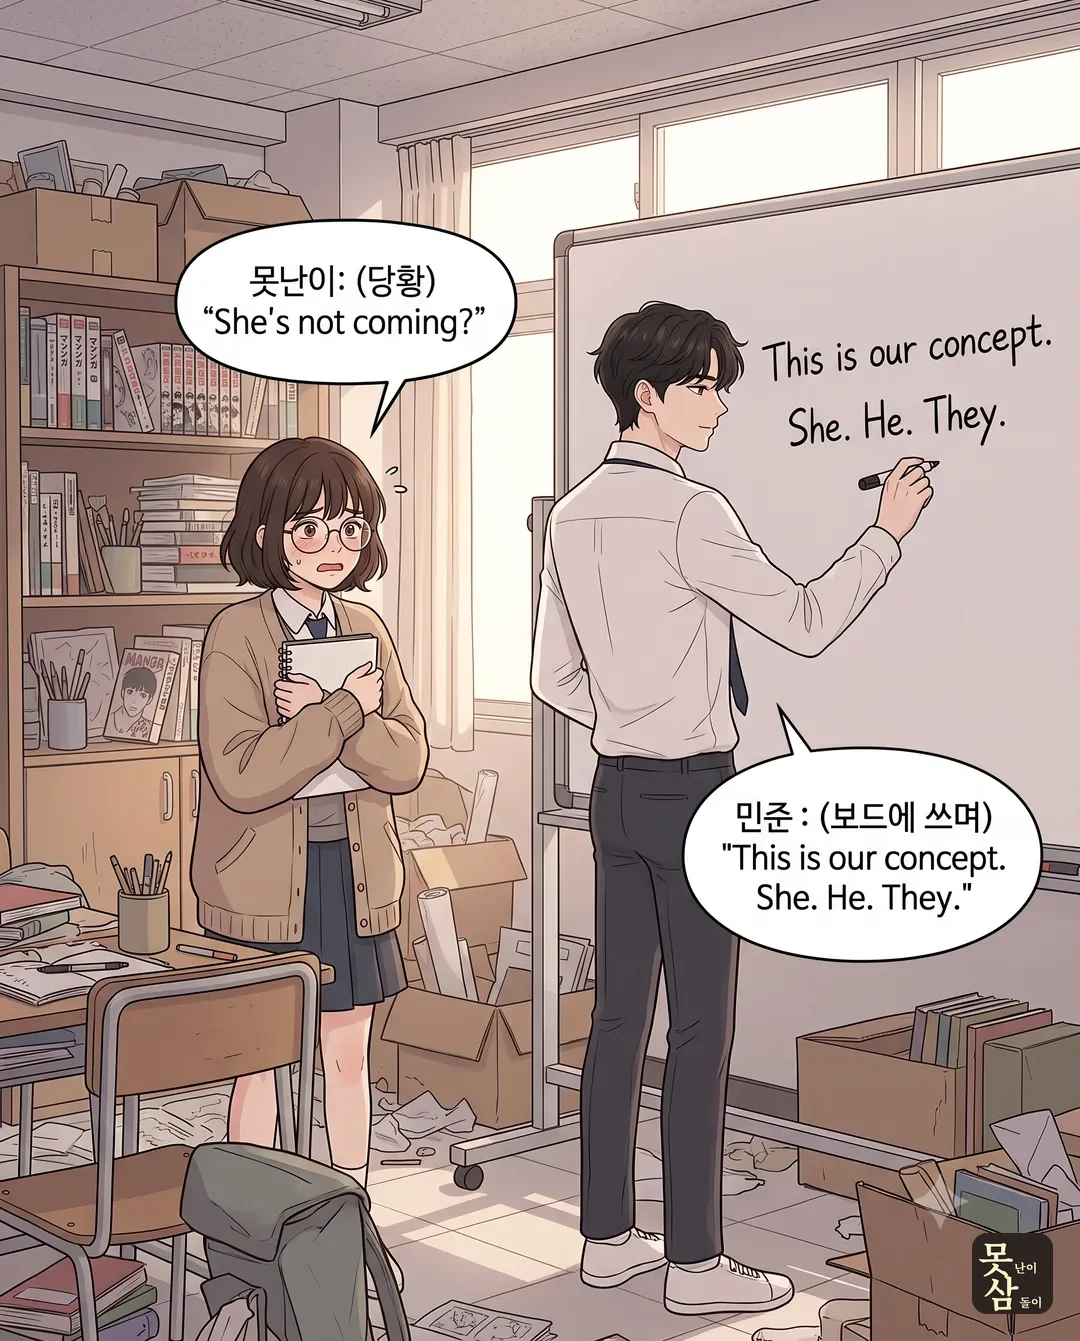 못난이: (당황)
“She's not coming?”
This is our concept.
She. He. They.
민준 : (보드에 쓰며)
"This is our concept.
She. He. They."
MANGA
못난이
삼돌이